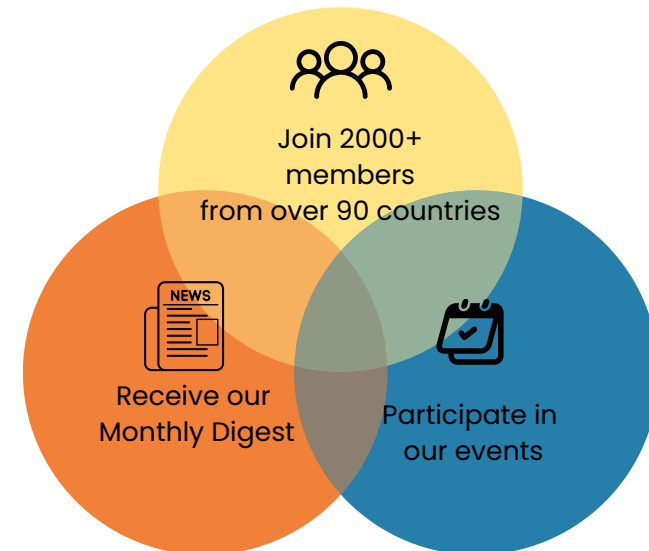 Join 2000+
members
from over 90 countries
NEWS
Receive our
Monthly Digest
Participate in
our events